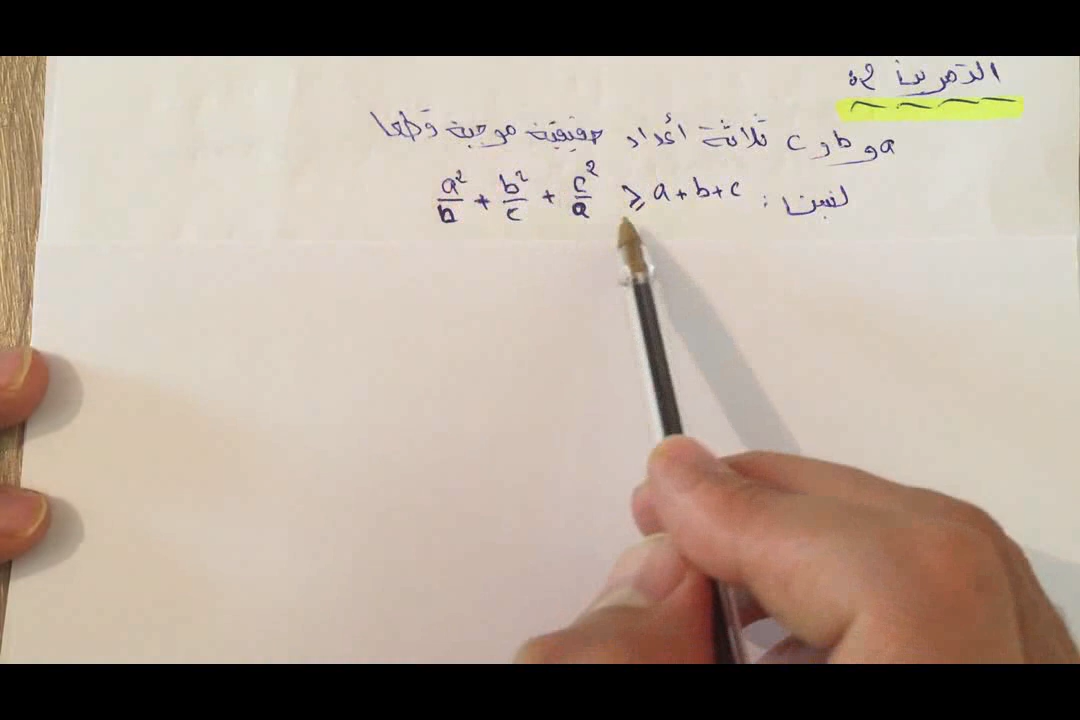 التمرين 2:
a و b و c ثلاثة أعداد حقيقية موجبة قطعا
لنبين : a²/b + b²/c + c²/a ≥ a + b + c